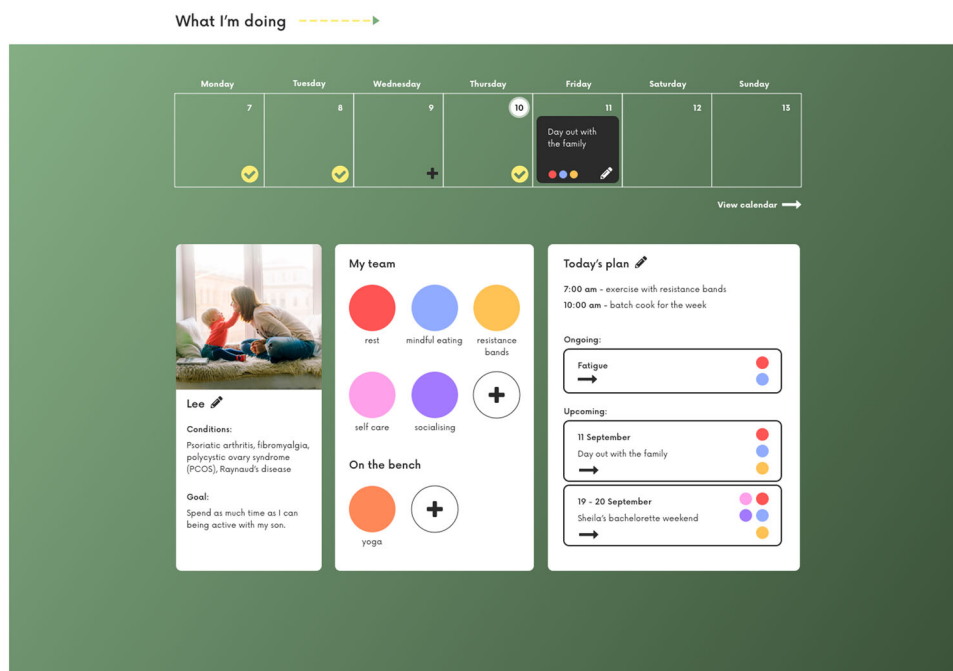 What I’m doing
Monday
Tuesday
Wednesday
Thursday
Friday
Saturday
Sunday
7
8
9
10
11
12
13
Day out with
the family
View calendar
Lee
Conditions:
Psoriatic arthritis, fibromyalgia,
polycystic ovary syndrome
(PCOS), Raynaud’s disease
Goal:
Spend as much time as I can
being active with my son.
My team
rest
mindful eating
resistance
bands
self care
socialising
On the bench
yoga
Today’s plan
7:00 am - exercise with resistance bands
10:00 am - batch cook for the week
Ongoing:
Fatigue
Upcoming:
11 September
Day out with the family
19 - 20 September
Sheila’s bachelorette weekend